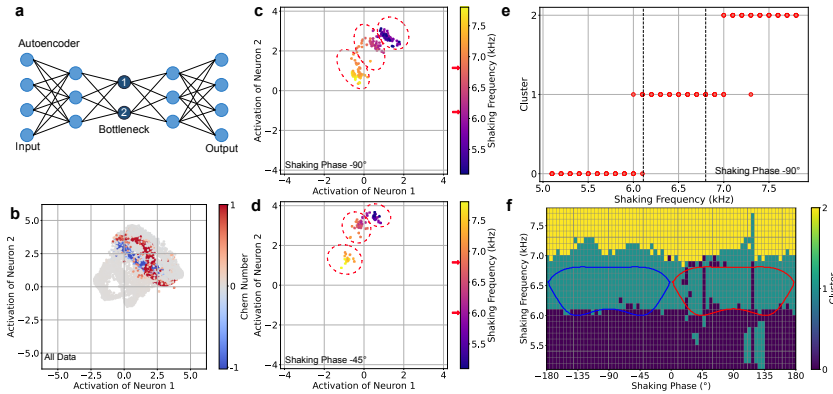 a
Autoencoder
1
2
Bottleneck
Input
Output
b
Activation of Neuron 2
5.0
2.5
0.0
−2.5
−5.0
All Data
−5.0 −2.5 0.0 2.5 5.0
Activation of Neuron 1
1
0
-1
Chern Number
c
Activation of Neuron 2
4
2
0
−2
−4
Shaking Phase -90°
−4 −2 0 2 4
Activation of Neuron 1
7.5
7.0
6.5
6.0
5.5
Shaking Frequency (kHz)
d
Activation of Neuron 2
4
2
0
−2
−4
Shaking Phase -45°
−4 −2 0 2 4
Activation of Neuron 1
7.5
7.0
6.5
6.0
5.5
Shaking Frequency (kHz)
e
Cluster
2
1
0
Shaking Phase -90°
5.0 5.5 6.0 6.5 7.0 7.5
Shaking Frequency (kHz)
f
Shaking Frequency (kHz)
7.5
7.0
6.5
6.0
5.5
−180 −135 −90 −45 0 45 90 135 180
Shaking Phase (°)
2
1
0
Cluster